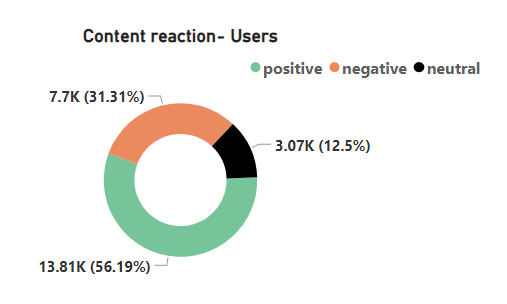 Content reaction- Users
positive negative neutral
7.7K (31.31%)
3.07K (12.5%)
13.81K (56.19%)